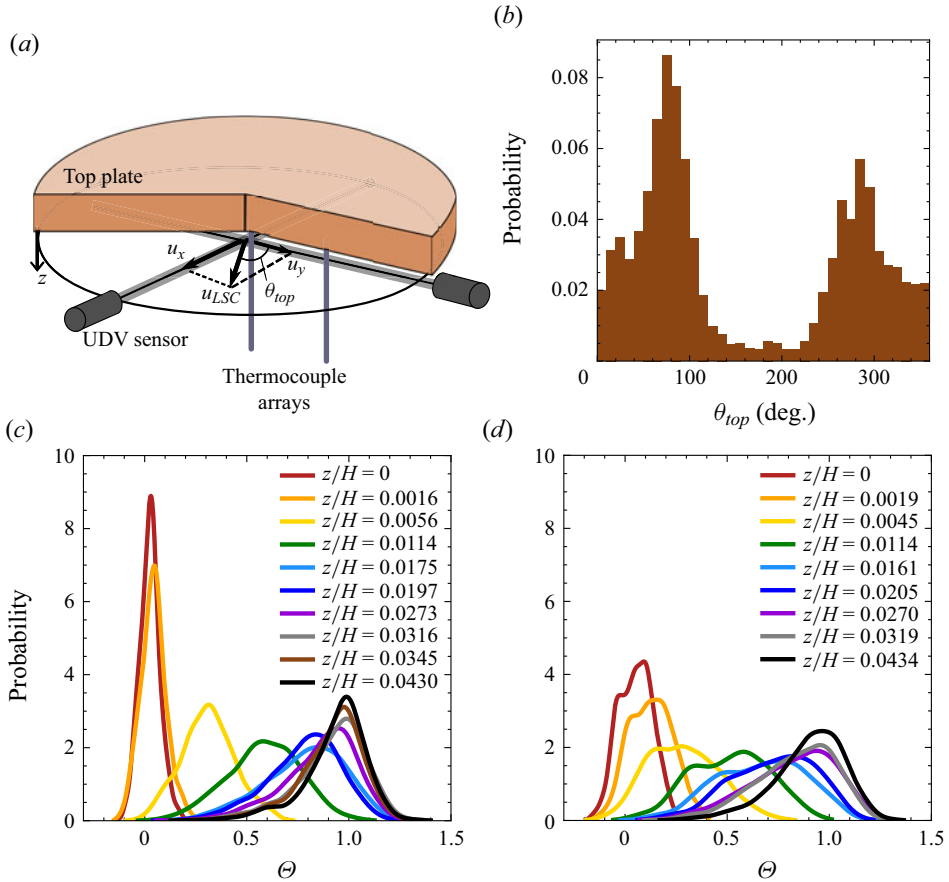 (a)
Top plate
z
u_x
u_y
u_LSC
θ_top
UDV sensor
Thermocouple
arrays
(b)
Probability
0.08
0.06
0.04
0.02
0
100
200
300
θ_top (deg.)
(c)
Probability
10
8
6
4
2
0
0
0.5
1.0
1.5
Θ
z/H = 0
z/H = 0.0016
z/H = 0.0056
z/H = 0.0114
z/H = 0.0175
z/H = 0.0197
z/H = 0.0273
z/H = 0.0316
z/H = 0.0345
z/H = 0.0430
(d)
10
8
6
4
2
0
0
0.5
1.0
1.5
Θ
z/H = 0
z/H = 0.0019
z/H = 0.0045
z/H = 0.0114
z/H = 0.0161
z/H = 0.0205
z/H = 0.0270
z/H = 0.0319
z/H = 0.0434